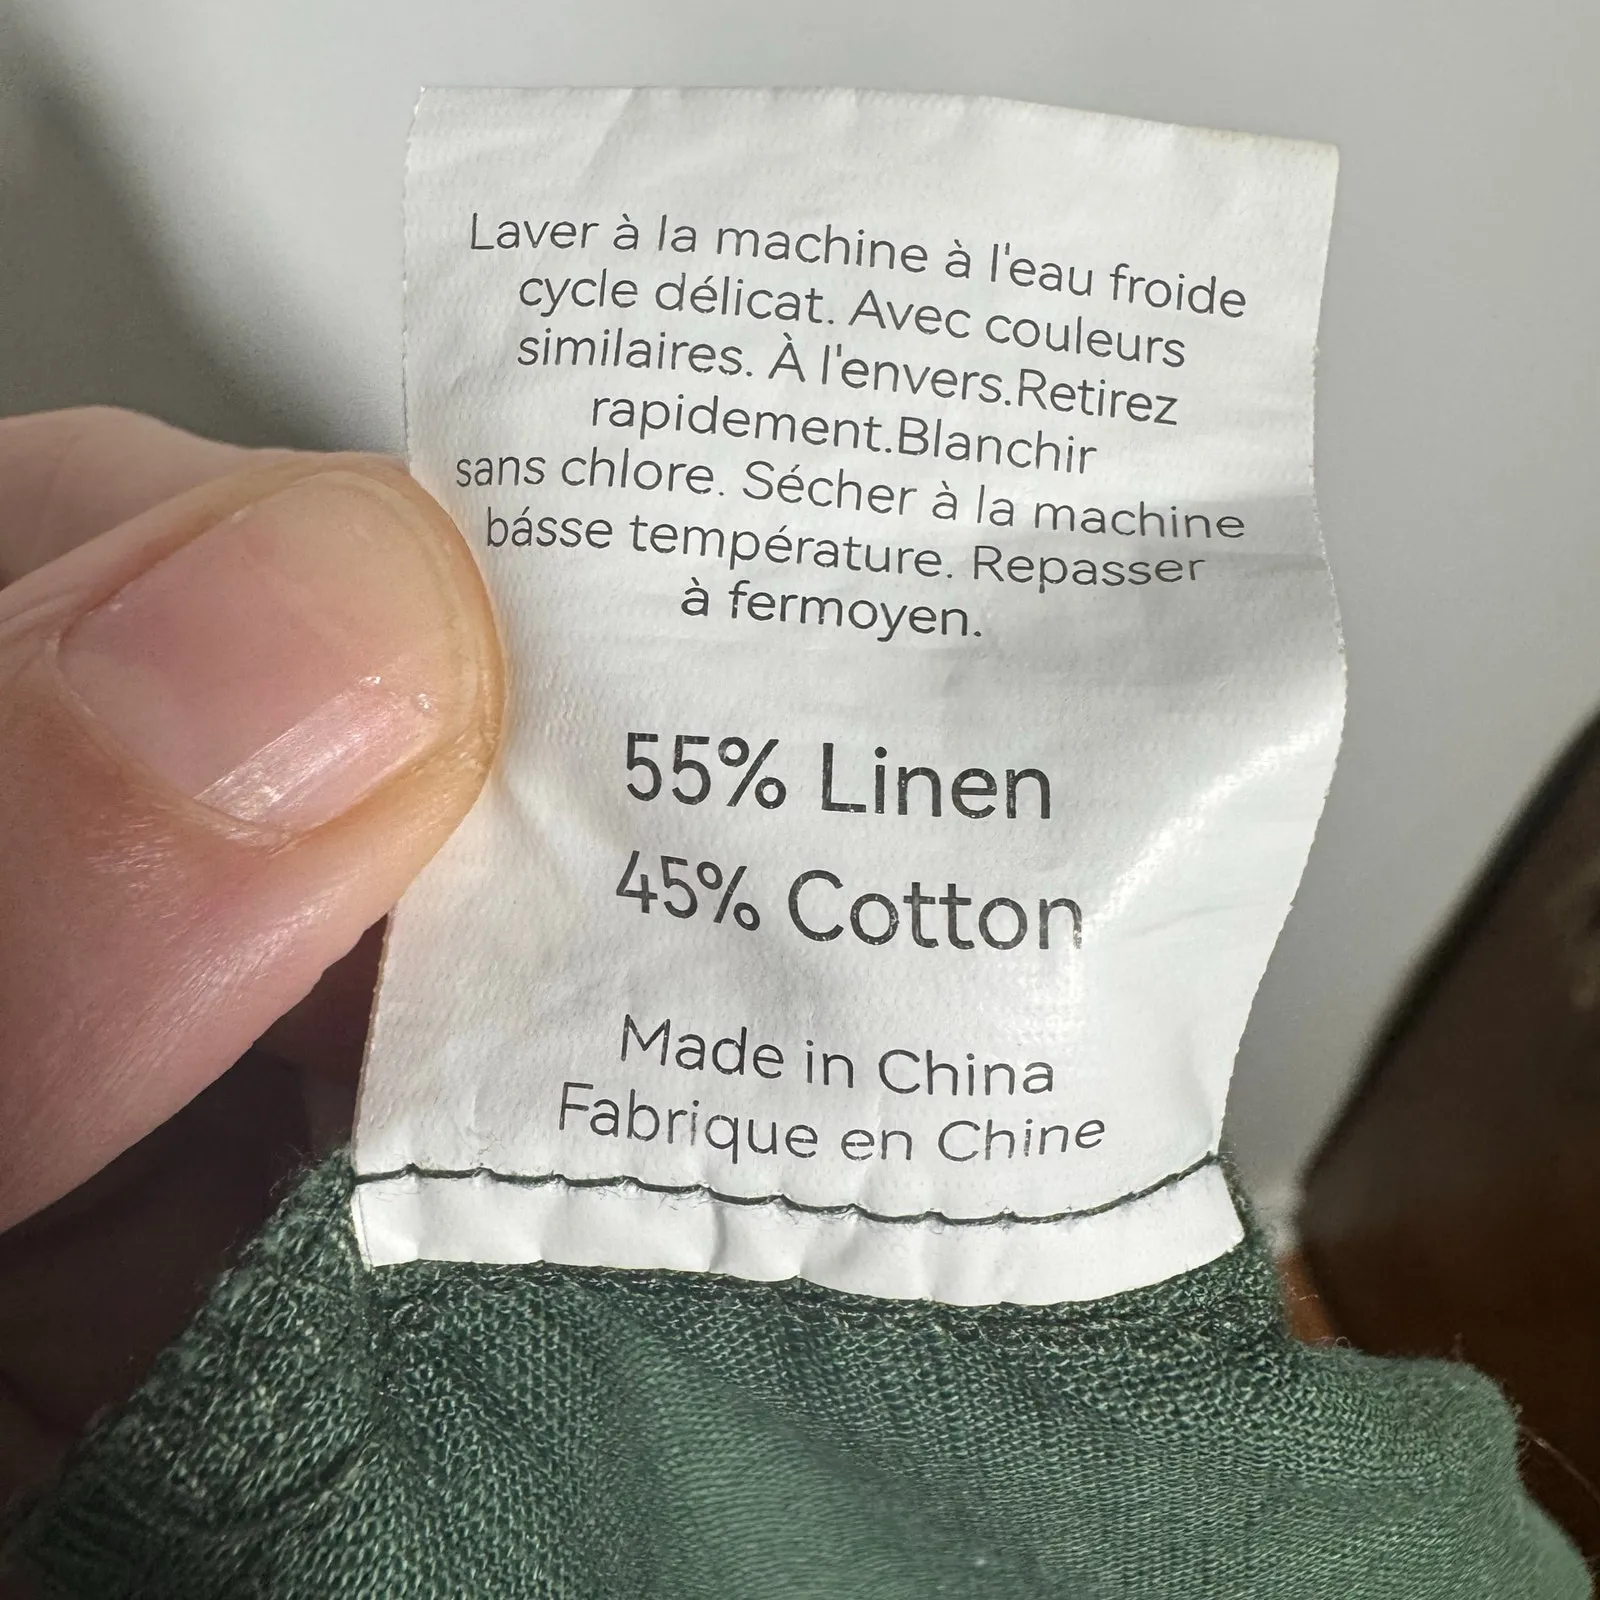 Laver à la machine à l'eau froide
cycle délicat. Avec couleurs
similaires. À l'envers.Retirez
rapidement.Blanchir
sans chlore. Sécher à la machine
básse température. Repasser
à fermoyen.
55% Linen
45% Cotton
Made in China
Fabrique en Chine